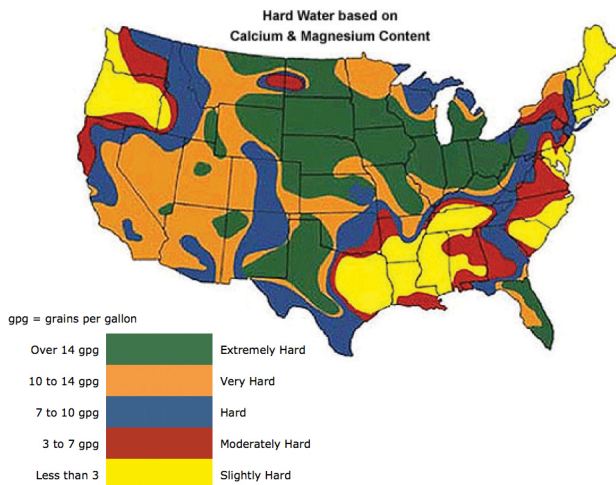 Hard Water based on
Calcium & Magnesium Content
gpg = grains per gallon
Over 14 gpg Extremely Hard
10 to 14 gpg Very Hard
7 to 10 gpg Hard
3 to 7 gpg Moderately Hard
Less than 3 Slightly Hard